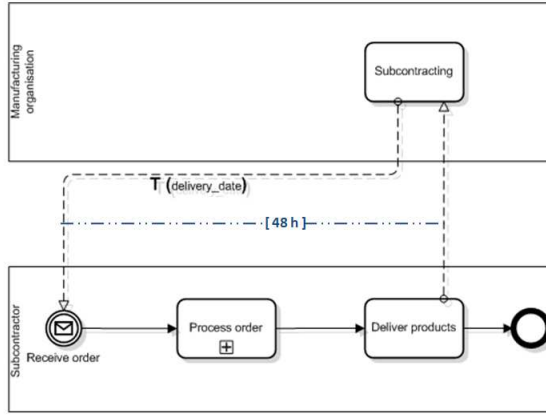 Manufacturing
organisation
Subcontracting
T (delivery_date)
[ 48 h ]
Subcontractor
Receive order
Process order
Deliver products